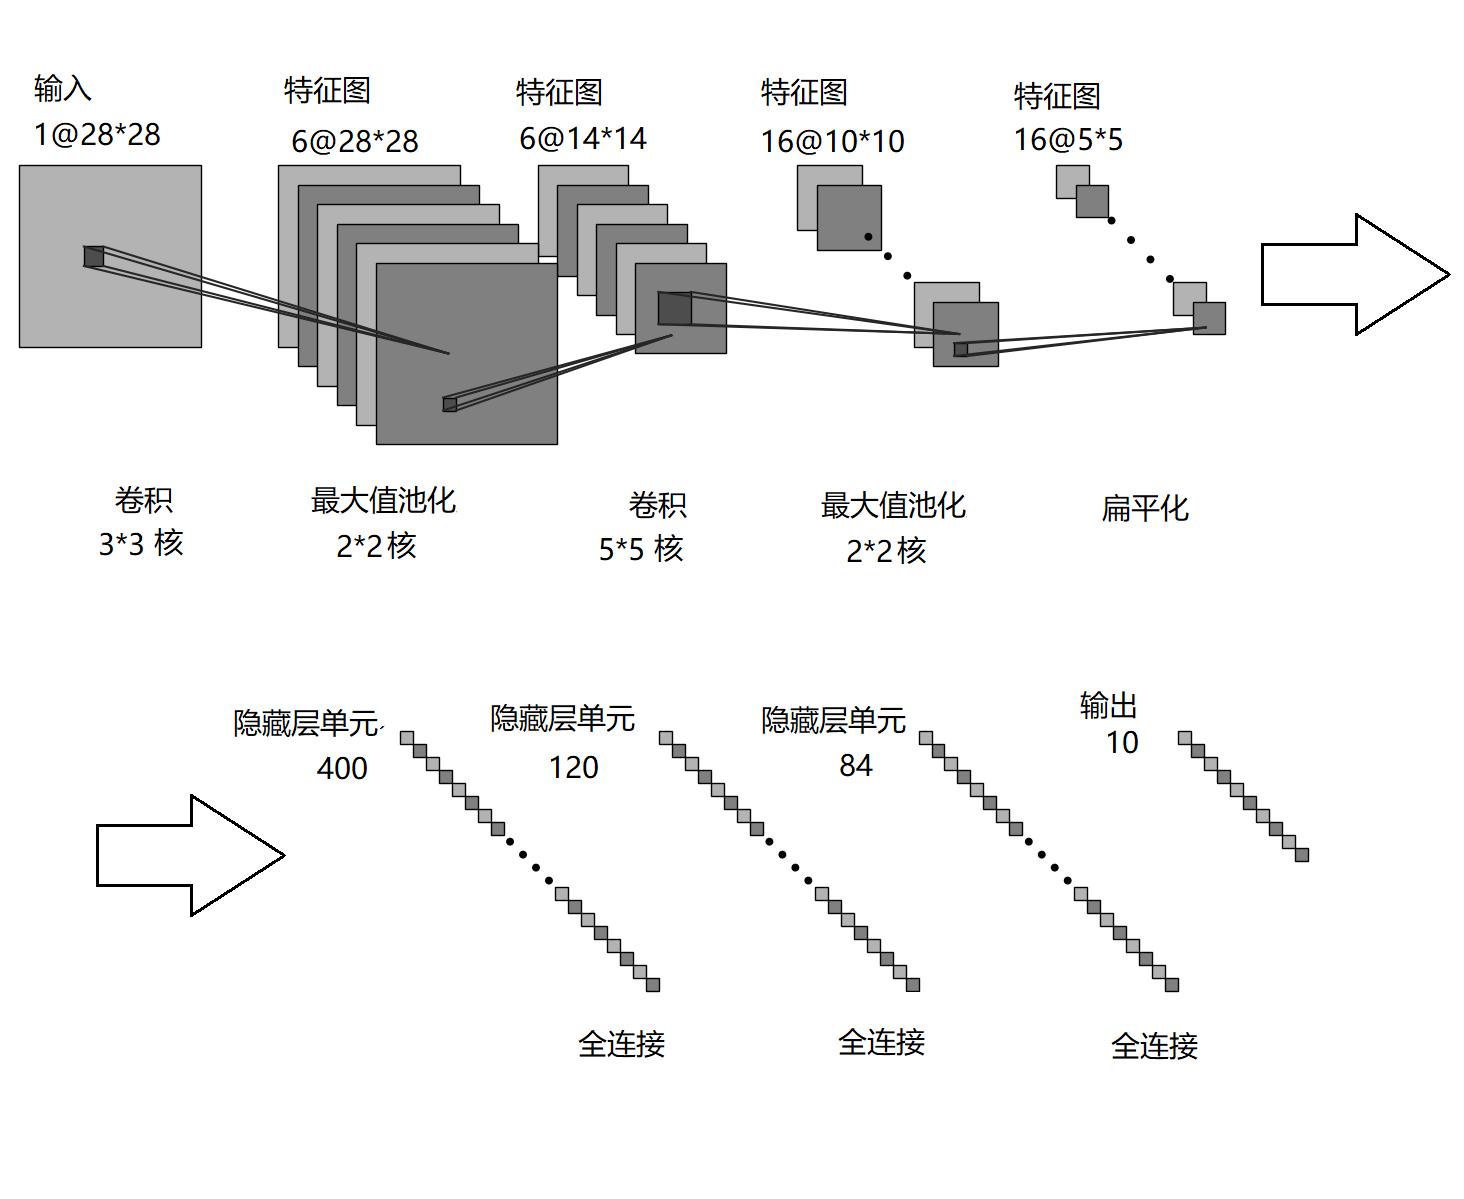 输入
1@28*28
特征图
6@28*28
特征图
6@14*14
特征图
16@10*10
特征图
16@5*5
卷积
3*3 核
最大值池化
2*2核
卷积
5*5 核
最大值池化
2*2核
扁平化
隐藏层单元
400
隐藏层单元
120
隐藏层单元
84
输出
10
全连接
全连接
全连接